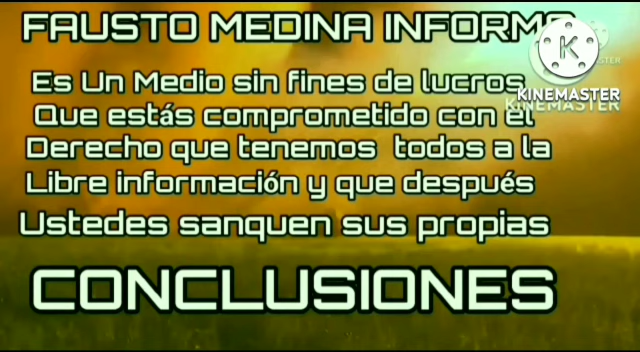 FAUSTO MEDINA INFORMA
Es Un Medio sin fines de lucros
Que estás comprometido con el
Derecho que tenemos todos a la
Libre información y que después
Ustedes sanquen sus propias
CONCLUSIONES
K
KINEMASTER
KINEMASTER